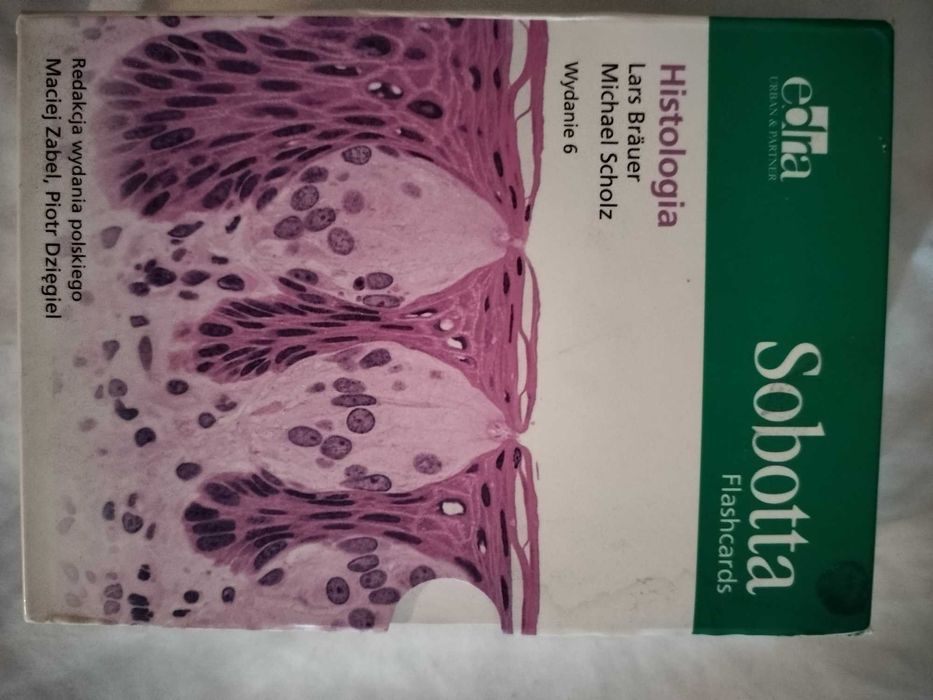 edra
URBAN & PARTNER
Sobotta
Flashcards
Histologia
Lars Bräuer
Michael Scholz
Wydanie 6
Redakcja wydania polskiego
Maciej Zabel, Piotr Dzięgiel